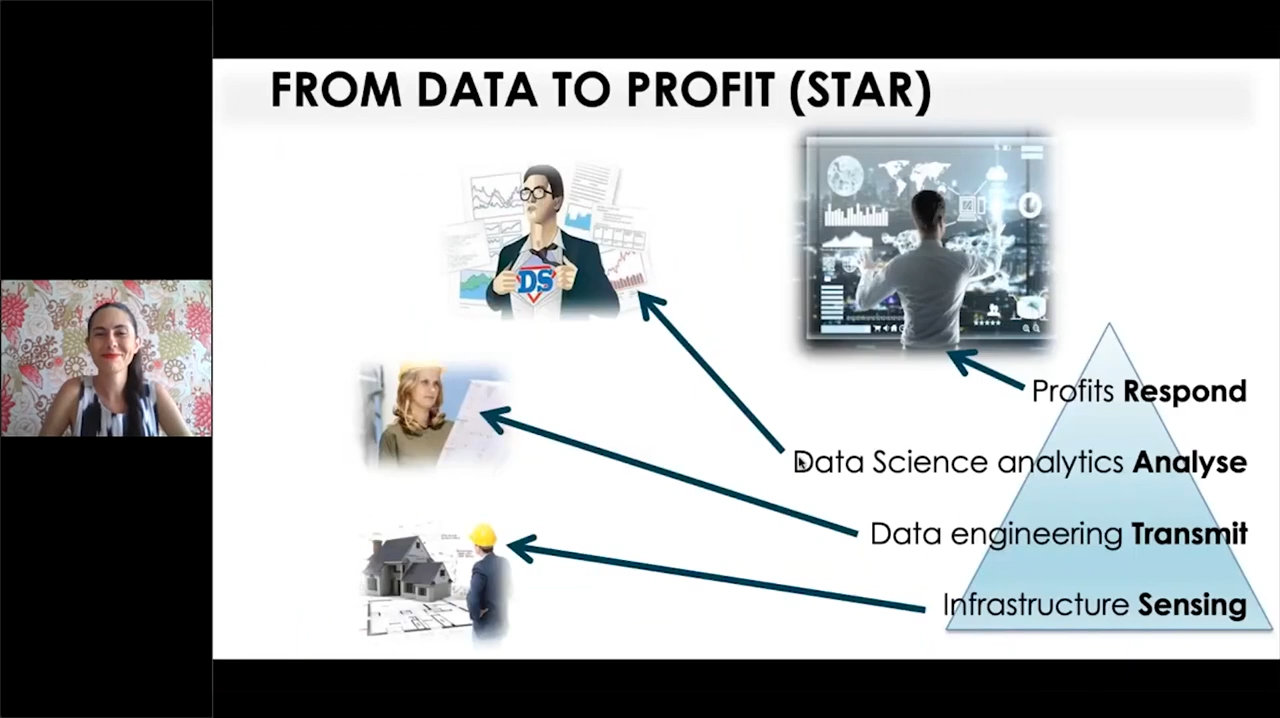 FROM DATA TO PROFIT (STAR)
DS
Profits Respond
Data Science analytics Analyse
Data engineering Transmit
Infrastructure Sensing